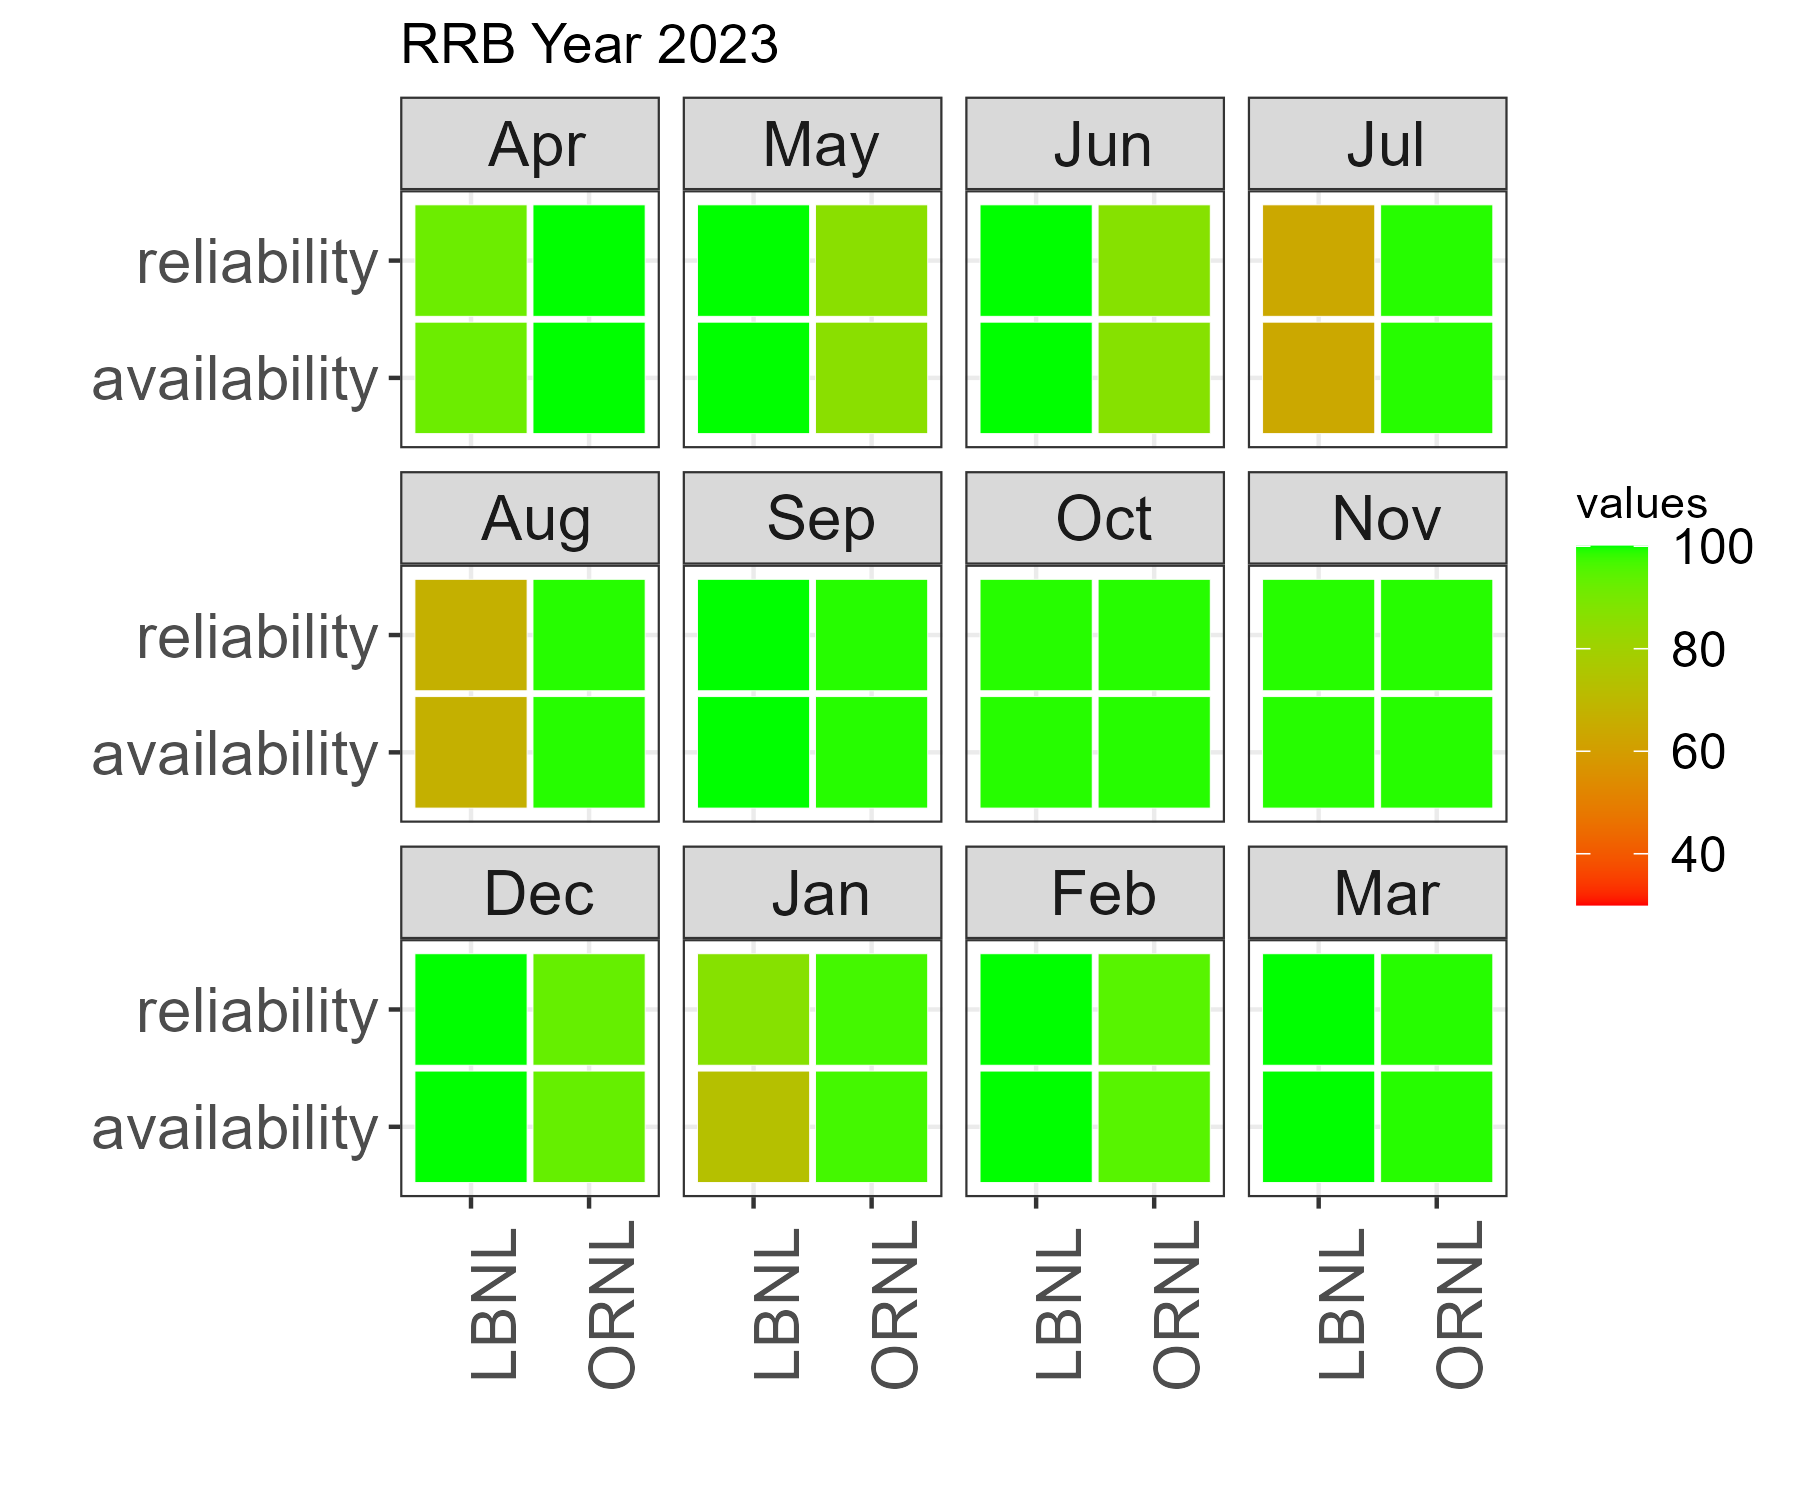 RRB Year 2023
Apr May Jun Jul
reliability
availability
Aug Sep Oct Nov
reliability
availability
Dec Jan Feb Mar
reliability
availability
LBNL ORNL LBNL ORNL LBNL ORNL LBNL ORNL
values
100
80
60
40